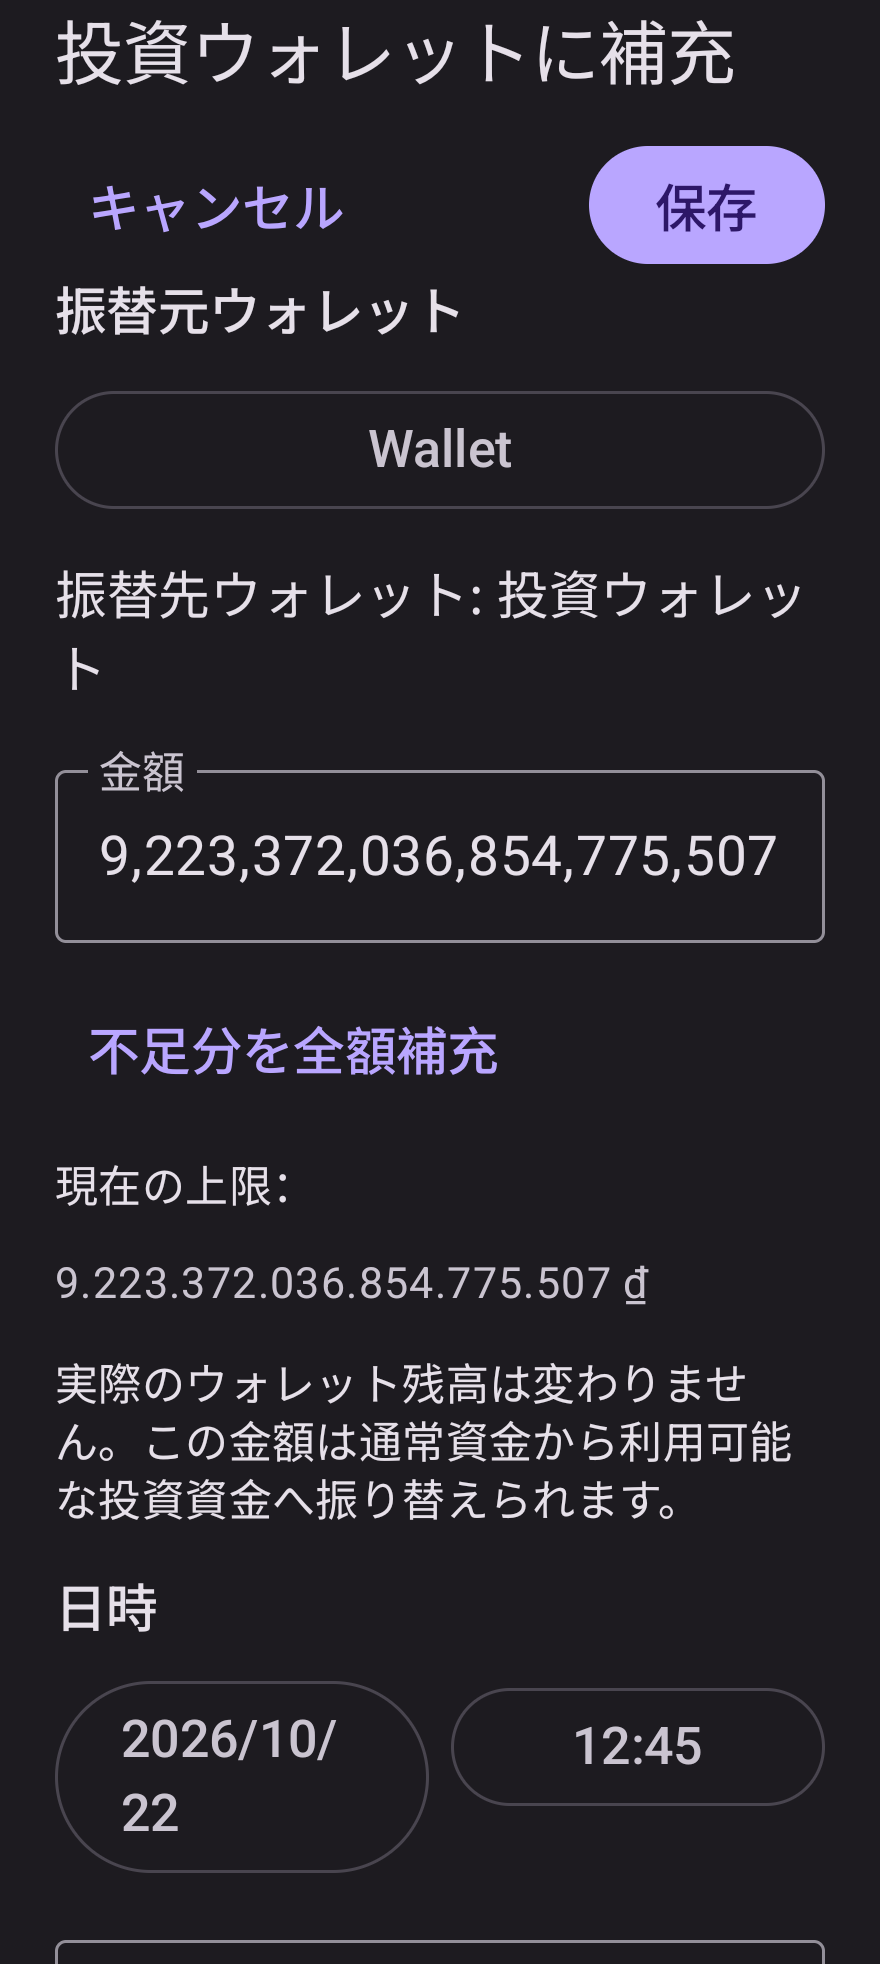 投資ウォレットに補充
キャンセル
保存
振替元ウォレット
Wallet
振替先ウォレット: 投資ウォレッ
ト
金額
9,223,372,036,854,775,507
不足分を全額補充
現在の上限:
9.223.372.036.854.775.507 ₫
実際のウォレット残高は変わりませ
ん。この金額は通常資金から利用可能
な投資資金へ振り替えられます。
日時
2026/10/
22
12:45